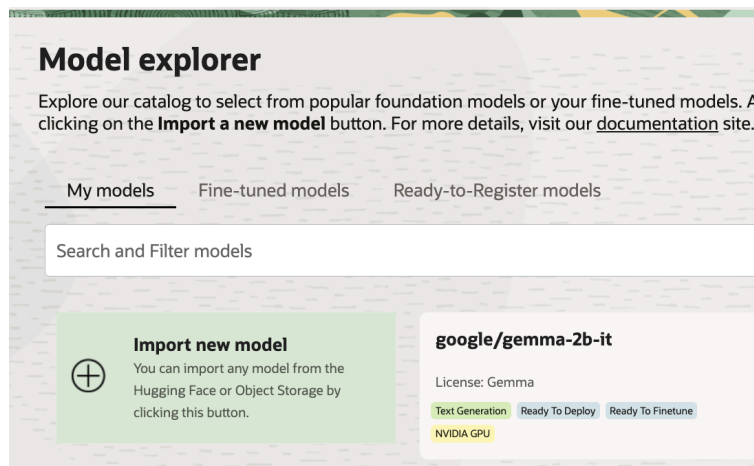 Model explorer
Explore our catalog to select from popular foundation models or your fine-tuned models.
clicking on the Import a new model button. For more details, visit our documentation site.
My models Fine-tuned models Ready-to-Register models
Search and Filter models
Import new model
You can import any model from the
Hugging Face or Object Storage by
clicking this button.
google/gemma-2b-it
License: Gemma
Text Generation Ready To Deploy Ready To Finetune
NVIDIA GPU